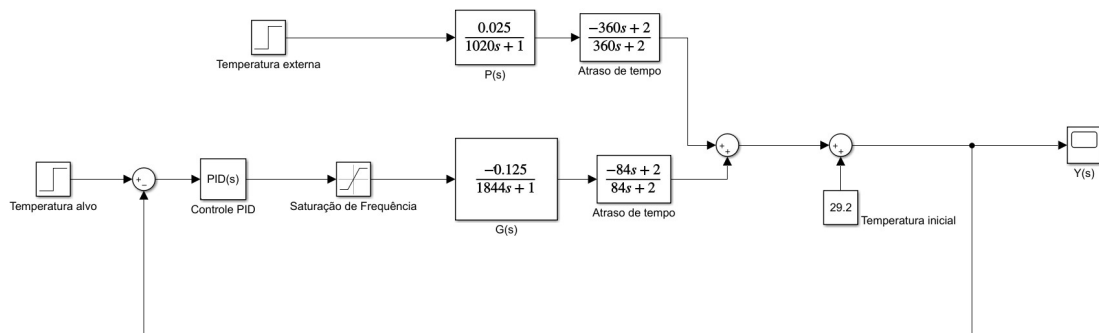 0.025
1020s + 1
P(s)
−360s + 2
360s + 2
Atraso de tempo
Temperatura externa
+
−
Temperatura alvo
PID(s)
Controle PID
Saturação de Frequência
−0.125
1844s + 1
G(s)
−84s + 2
84s + 2
Atraso de tempo
+
+
+
+
29.2
Temperatura inicial
Y(s)